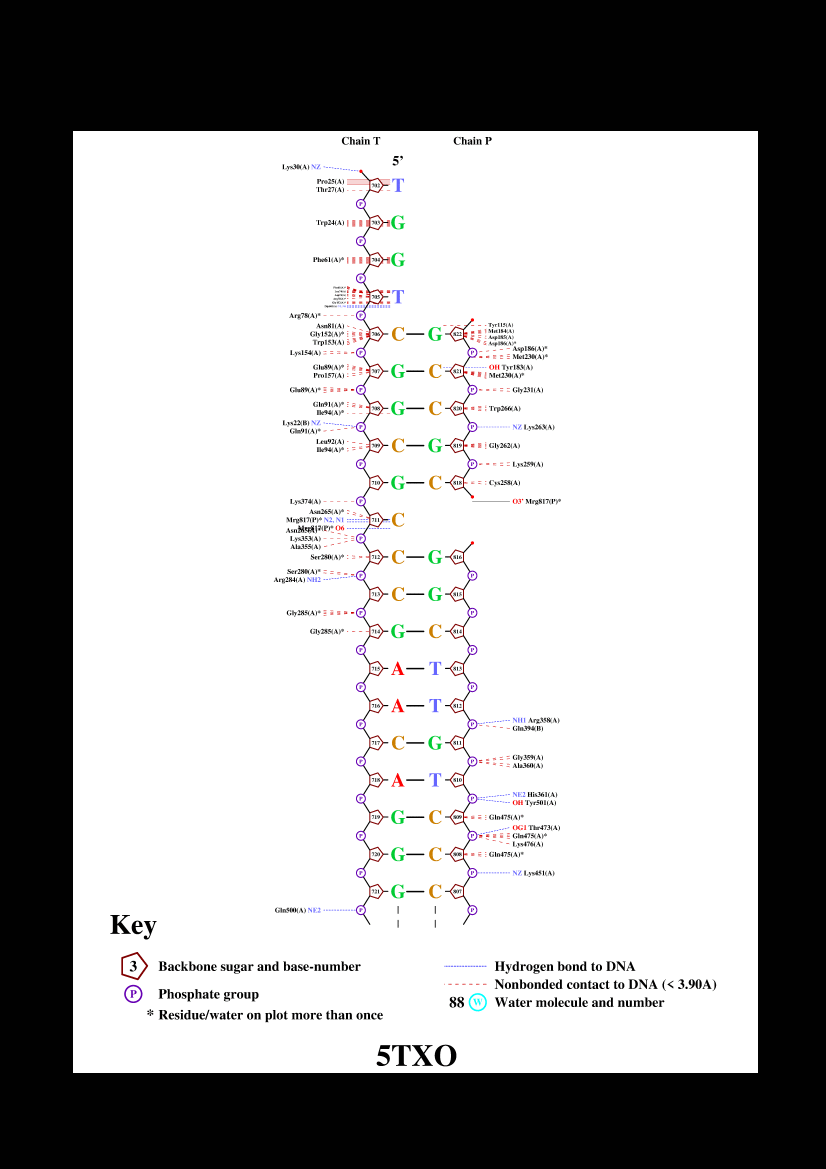 Chain T Chain P
5'
Lys30(A) NZ
Pro25(A)
Thr27(A)
702 T
P
Trp24(A)
703 G
P
Phe61(A)*
704 G
P
705 T
P
Arg78(A)*
Asn81(A)
Gly152(A)*
Trp153(A)
706 C G 822
Tyr115(A)
Met184(A)
Asp185(A)
Asp186(A)*
Lys154(A)
P P
Asp186(A)*
Met230(A)*
Glu89(A)*
Pro157(A)
707 G C 821
OH Tyr183(A)
Met230(A)*
Glu89(A)*
P P
Gly231(A)
Gln91(A)*
Ile94(A)*
708 G C 820
Trp266(A)
Lys22(B) NZ
Gln91(A)*
P P
NZ Lys263(A)
Leu92(A)
Ile94(A)*
709 C G 819
Gly262(A)
P P
Lys259(A)
710 G C 818
Cys258(A)
Lys374(A)
P
O3' Mrg817(P)*
Asn265(A)*
Mrg817(P)* N2, N1
Mrg817(P)* O6
711 C
Lys353(A)
Ala355(A)
P
Ser280(A)*
712 C G 816
Ser280(A)*
Arg284(A) NH2
P P
713 C G 815
Gly285(A)*
P P
Gly285(A)*
714 G C 814
P P
715 A T 813
P P
716 A T 812
P P
NH1 Arg358(A)
Gln394(B)
717 C G 811
P P
Gly359(A)
Ala360(A)
718 A T 810
P P
NE2 His361(A)
OH Tyr501(A)
719 G C 809
Gln475(A)*
P P
OG1 Thr473(A)
Gln475(A)*
Lys476(A)
720 G C 808
Gln475(A)*
P P
NZ Lys451(A)
721 G C 807
Gln500(A) NE2
P P
Key
3 Backbone sugar and base-number
P Phosphate group
* Residue/water on plot more than once
Hydrogen bond to DNA
Nonbonded contact to DNA (< 3.90A)
88 W Water molecule and number
5TXO